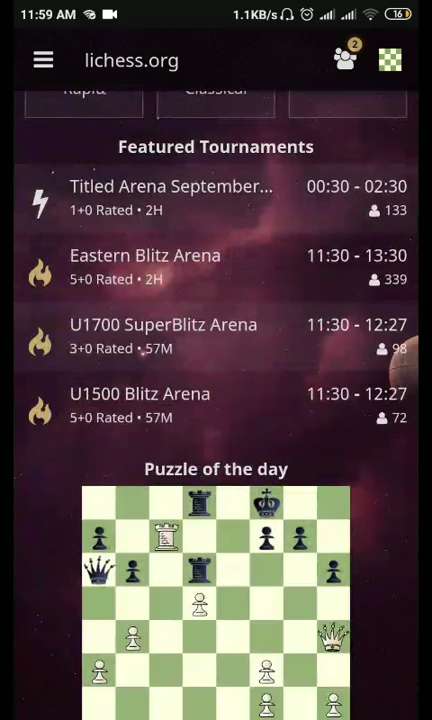 11:59 AM 1.1KB/s 16
lichess.org 2
Rapid Classical
Featured Tournaments
Titled Arena September... 00:30 - 02:30
1+0 Rated • 2H 133
Eastern Blitz Arena 11:30 - 13:30
5+0 Rated • 2H 339
U1700 SuperBlitz Arena 11:30 - 12:27
3+0 Rated • 57M 98
U1500 Blitz Arena 11:30 - 12:27
5+0 Rated • 57M 72
Puzzle of the day